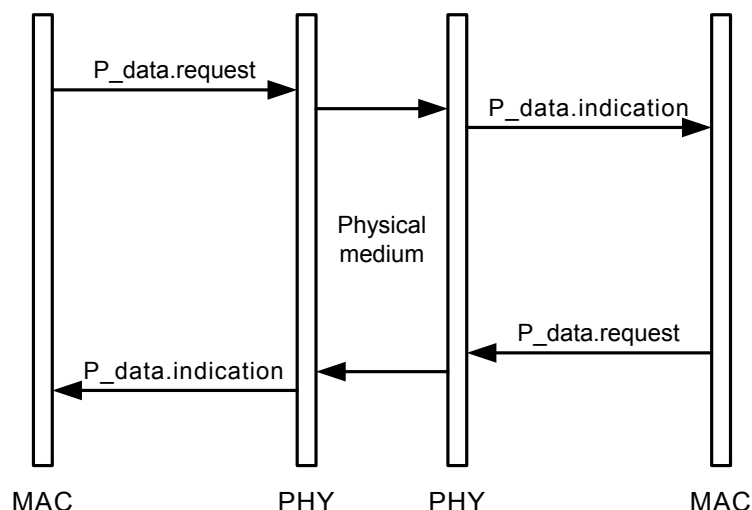 P_data.request
P_data.indication
Physical
medium
P_data.request
P_data.indication
MAC
PHY
PHY
MAC